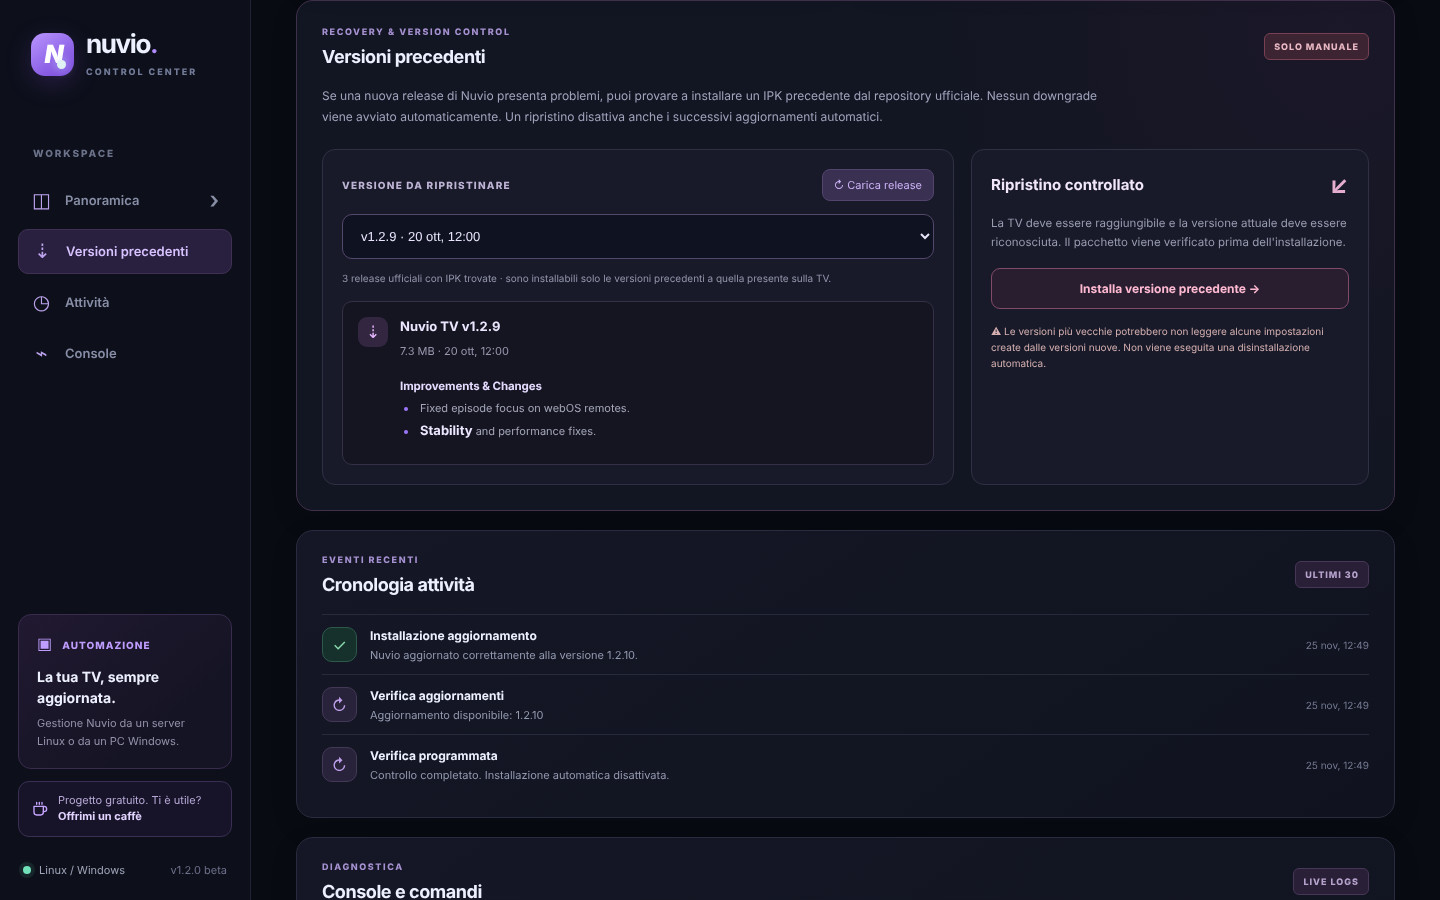 nuvio.
CONTROL CENTER
WORKSPACE
Panoramica
Versioni precedenti
Attività
Console
AUTOMAZIONE
La tua TV, sempre
aggiornata.
Gestione Nuvio da un server
Linux o da un PC Windows.
Progetto gratuito. Ti è utile?
Offrimi un caffè
Linux / Windows v1.2.0 beta
RECOVERY & VERSION CONTROL
Versioni precedenti
SOLO MANUALE
Se una nuova release di Nuvio presenta problemi, puoi provare a installare un IPK precedente dal repository ufficiale. Nessun downgrade
viene avviato automaticamente. Un ripristino disattiva anche i successivi aggiornamenti automatici.
VERSIONE DA RIPRISTINARE
↻ Carica release
v1.2.9 · 20 ott, 12:00
3 release ufficiali con IPK trovate · sono installabili solo le versioni precedenti a quella presente sulla TV.
Nuvio TV v1.2.9
7.3 MB · 20 ott, 12:00
Improvements & Changes
• Fixed episode focus on webOS remotes.
• Stability and performance fixes.
Ripristino controllato
La TV deve essere raggiungibile e la versione attuale deve essere
riconosciuta. Il pacchetto viene verificato prima dell'installazione.
Installa versione precedente →
⚠ Le versioni più vecchie potrebbero non leggere alcune impostazioni
create dalle versioni nuove. Non viene eseguita una disinstallazione
automatica.
EVENTI RECENTI
Cronologia attività
ULTIMI 30
Installazione aggiornamento
Nuvio aggiornato correttamente alla versione 1.2.10.
25 nov, 12:49
Verifica aggiornamenti
Aggiornamento disponibile: 1.2.10
25 nov, 12:49
Verifica programmata
Controllo completato. Installazione automatica disattivata.
25 nov, 12:49
DIAGNOSTICA
Console e comandi
LIVE LOGS